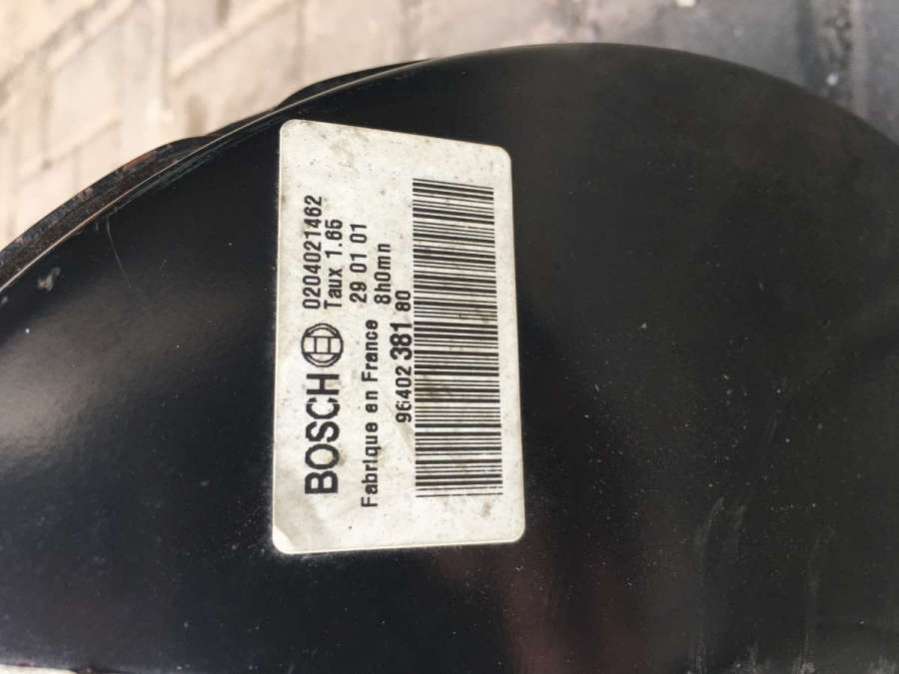 BOSCH 0204021462
Taux 1.65
29 01 01
Fabrique en France 8h0mn
96402 381 80